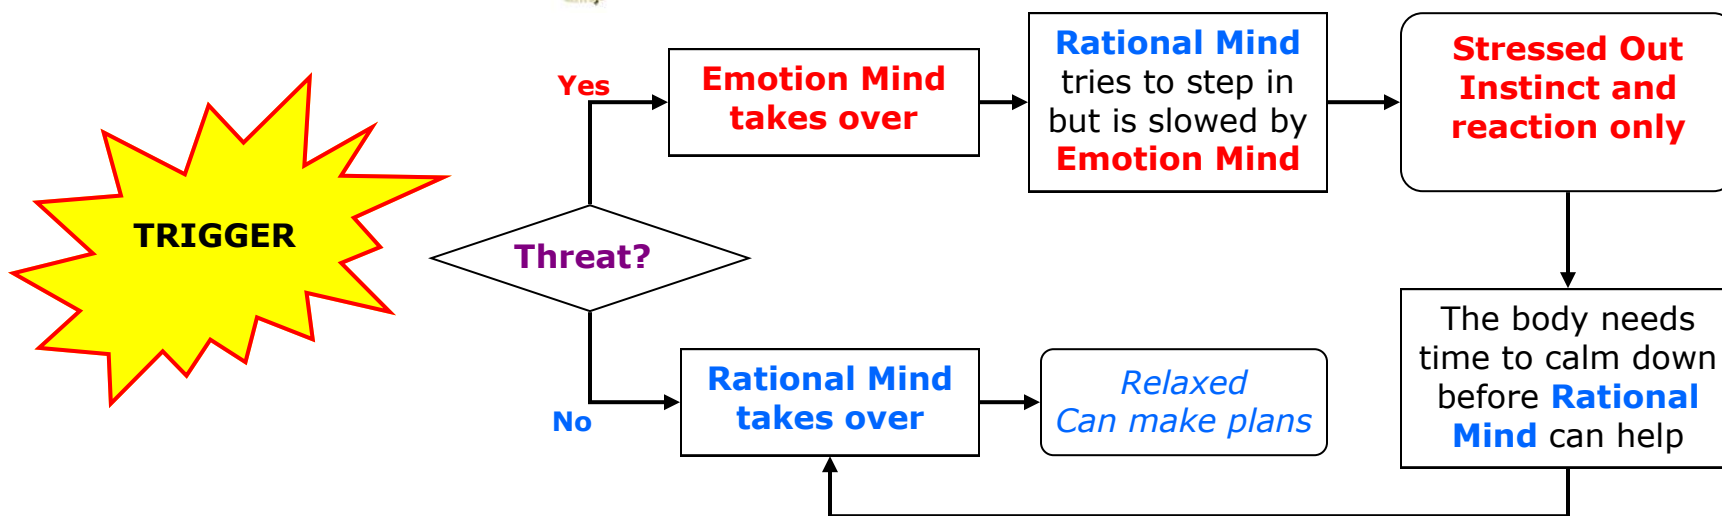 TRIGGER
Threat?
Yes
Emotion Mind
takes over
Rational Mind
tries to step in
but is slowed by
Emotion Mind
Stressed Out
Instinct and
reaction only
The body needs
time to calm down
before Rational
Mind can help
No
Rational Mind
takes over
Relaxed
Can make plans